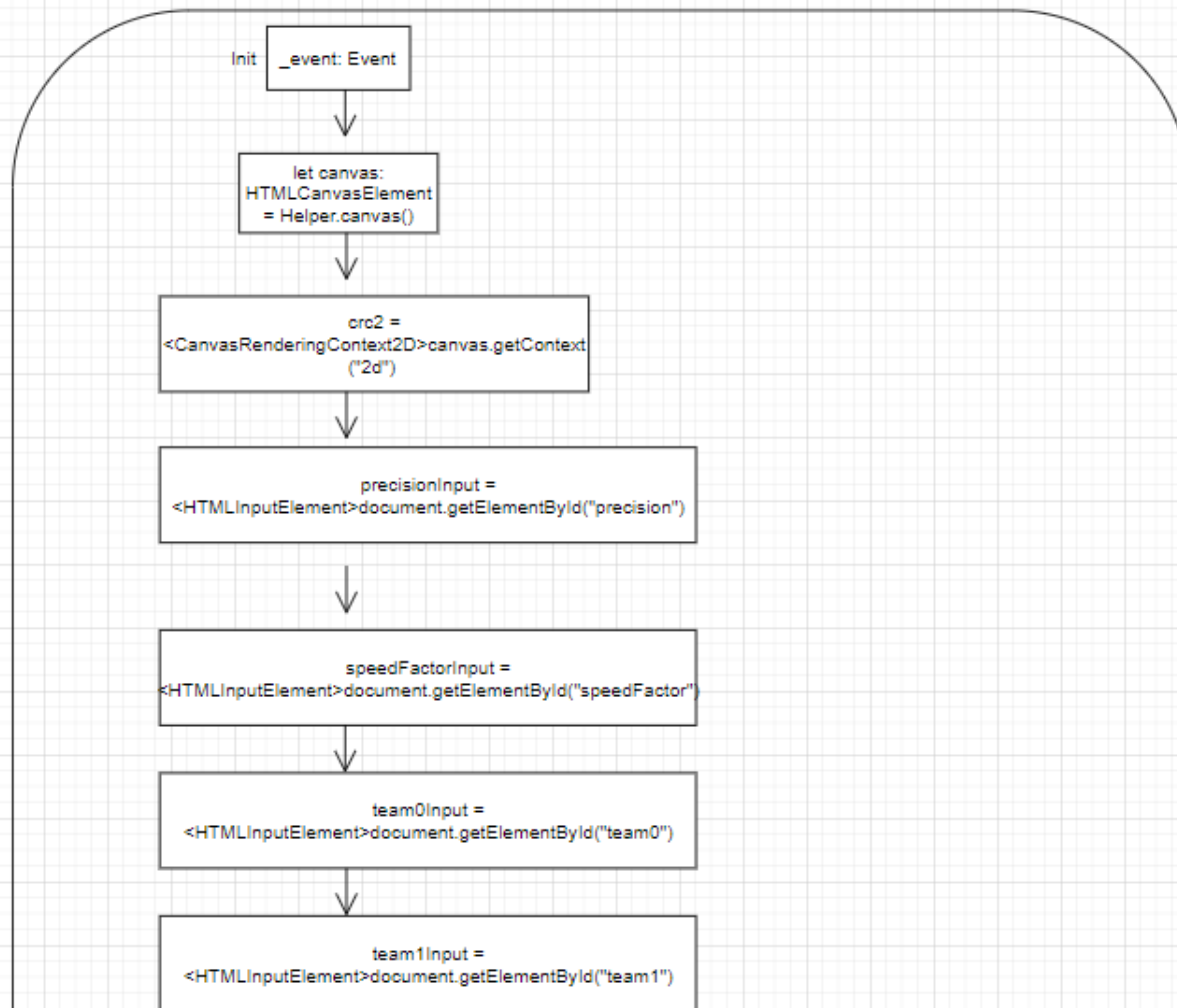 Init
_event: Event
let canvas:
HTMLCanvasElement
= Helper.canvas()
crc2 =
<CanvasRenderingContext2D>canvas.getContext
("2d")
precisionInput =
<HTMLInputElement>document.getElementById("precision")
speedFactorInput =
<HTMLInputElement>document.getElementById("speedFactor")
team0Input =
<HTMLInputElement>document.getElementById("team0")
team1Input =
<HTMLInputElement>document.getElementById("team1")